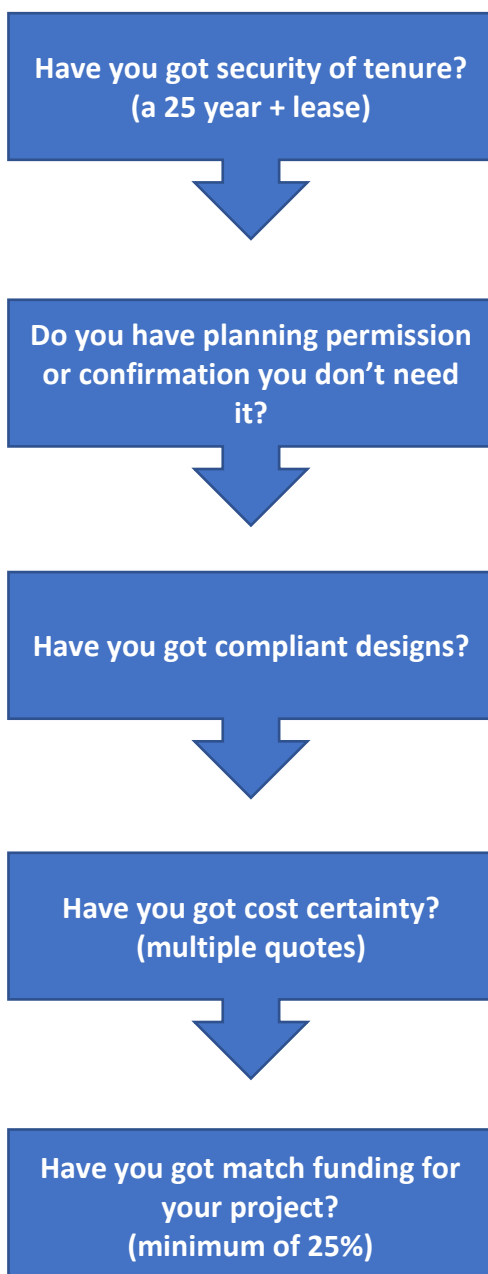 Have you got security of tenure?
(a 25 year + lease)
Do you have planning permission
or confirmation you don’t need
it?
Have you got compliant designs?
Have you got cost certainty?
(multiple quotes)
Have you got match funding for
your project?
(minimum of 25%)